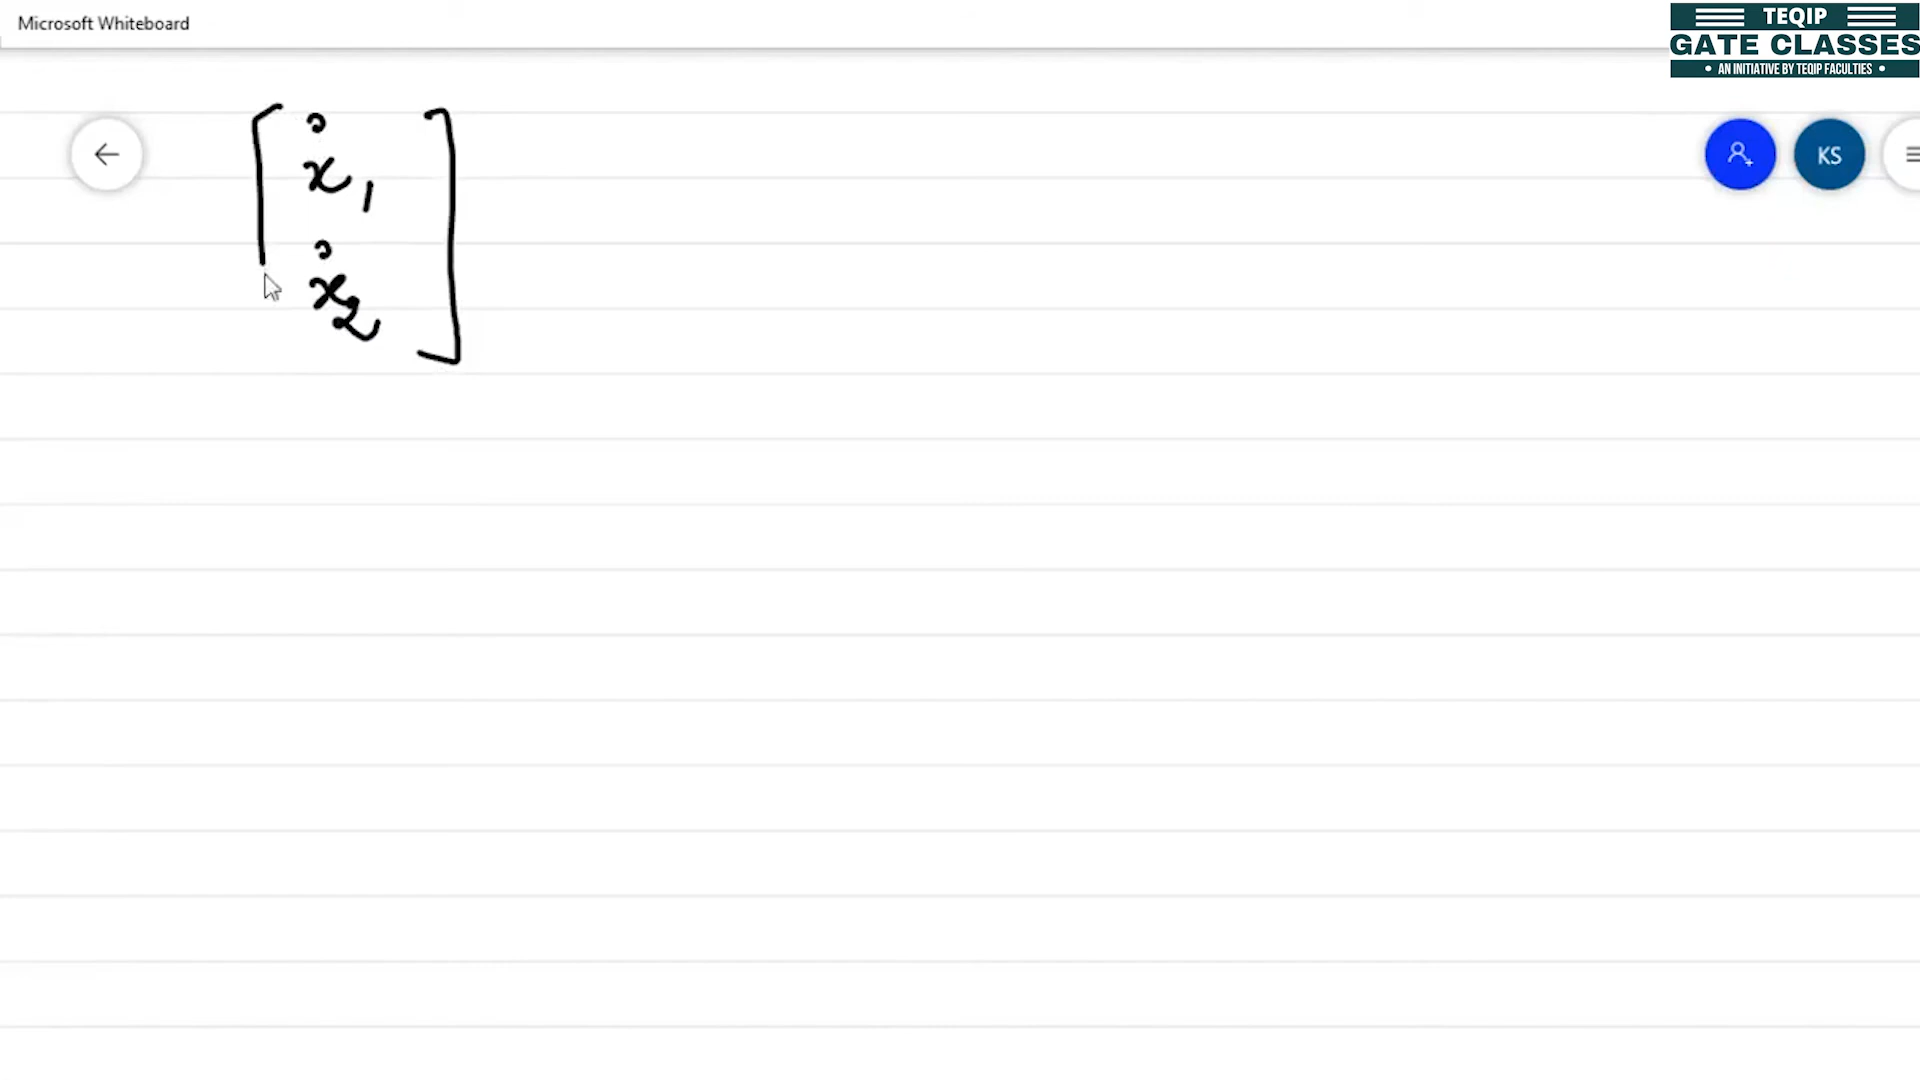 Microsoft Whiteboard
TEQIP
GATE CLASSES
• AN INITIATIVE BY TEQIP FACULTIES •
KS
[ẋ₁
ẋ₂]